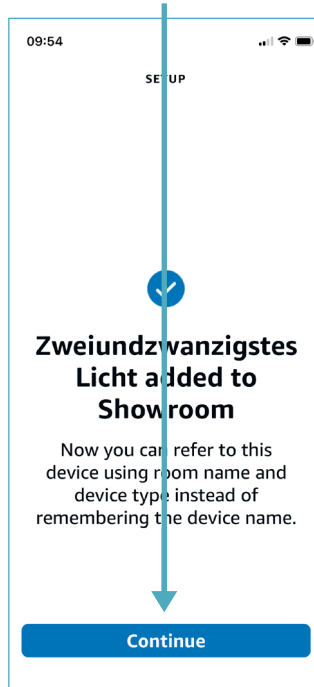 09:54
SETUP
Zweiundzwanzigstes
Licht added to
Showroom
Now you can refer to this
device using room name and
device type instead of
remembering the device name.
Continue